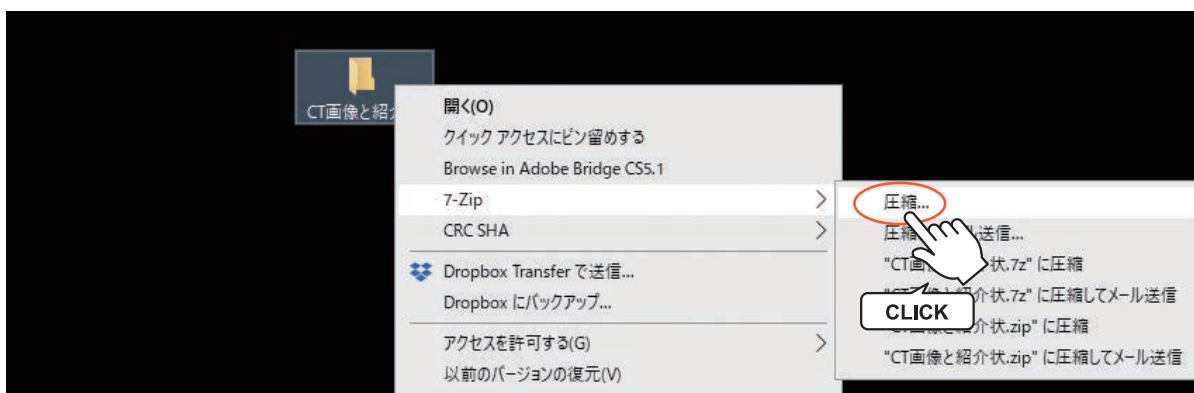 CT画像と紹
開く(O)
クイック アクセスにピン留めする
Browse in Adobe Bridge CS5.1
7-Zip
CRC SHA
Dropbox Transfer で送信...
Dropbox にバックアップ...
アクセスを許可する(G)
以前のバージョンの復元(V)
圧縮...
圧縮 ル送信...
"CT画 状.7z" に圧縮
介状.7z" に圧縮してメール送信
CLICK
介状.zip" に圧縮
"CT画像と紹介状.zip" に圧縮してメール送信